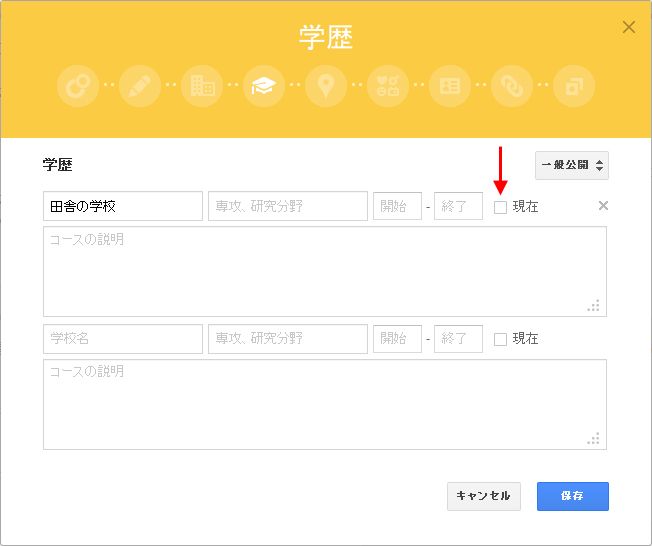 学歴
学歴 一般公開
田舎の学校 専攻、研究分野 開始 - 終了 現在
コースの説明
学校名 専攻、研究分野 開始 - 終了 現在
コースの説明
キャンセル 保存